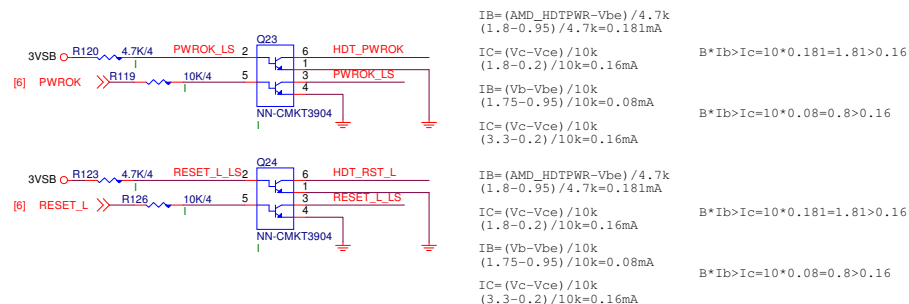 IB=(AMD_HDTPWR-Vbe)/4.7k
(1.8-0.95)/4.7k=0.181mA
IC=(Vc-Vce)/10k B*Ib>Ic=10*0.181=1.81>0.16
(1.8-0.2)/10k=0.16mA
IB=(Vb-Vbe)/10k
(1.75-0.95)/10k=0.08mA
B*Ib>Ic=10*0.08=0.8>0.16
IC=(Vc-Vce)/10k
(3.3-0.2)/10k=0.16mA
Q23
3VSB R120 4.7K/4 PWROK_LS 2 6 HDT_PWROK
1
[6] PWROK R119 10K/4 5 3 PWROK_LS
4
NN-CMKT3904
Q24
3VSB R123 4.7K/4 RESET_L_LS 2 6 HDT_RST_L
1
[6] RESET_L R126 10K/4 5 3 RESET_L_LS
4
NN-CMKT3904
IB=(AMD_HDTPWR-Vbe)/4.7k
(1.8-0.95)/4.7k=0.181mA
IC=(Vc-Vce)/10k B*Ib>Ic=10*0.181=1.81>0.16
(1.8-0.2)/10k=0.16mA
IB=(Vb-Vbe)/10k
(1.75-0.95)/10k=0.08mA
B*Ib>Ic=10*0.08=0.8>0.16
IC=(Vc-Vce)/10k
(3.3-0.2)/10k=0.16mA